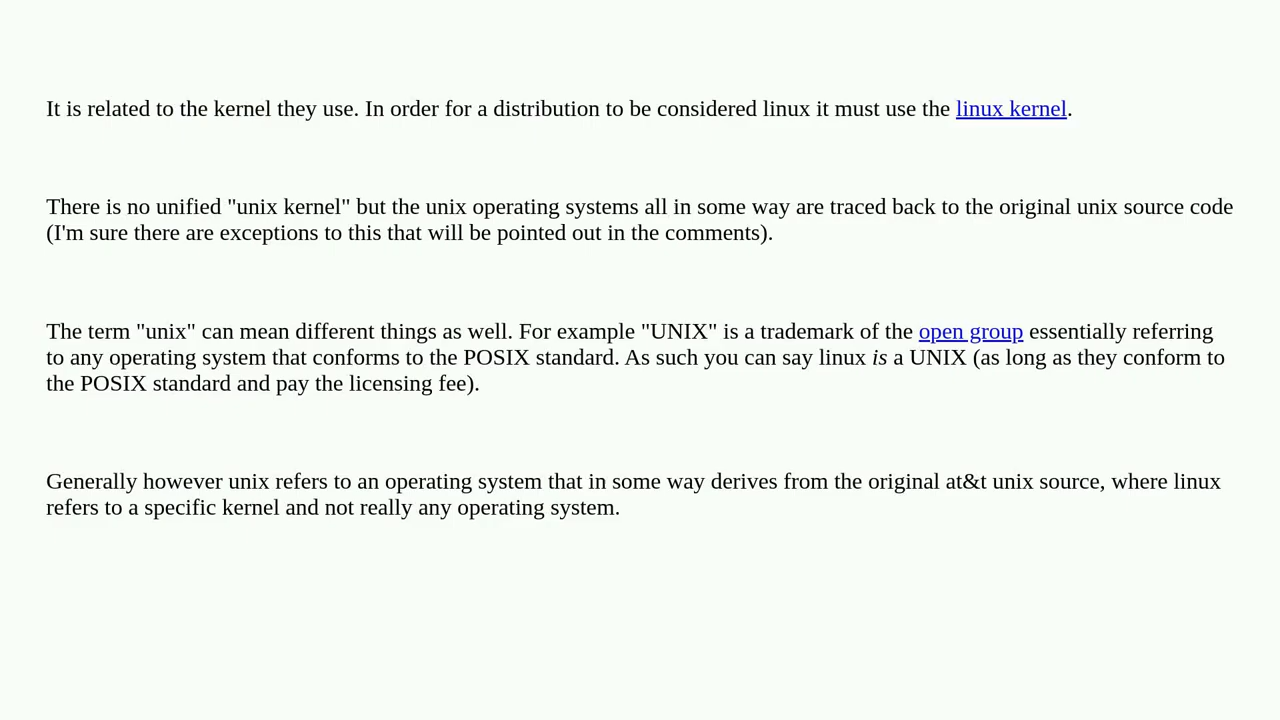 It is related to the kernel they use. In order for a distribution to be considered linux it must use the linux kernel.
There is no unified "unix kernel" but the unix operating systems all in some way are traced back to the original unix source code
(I'm sure there are exceptions to this that will be pointed out in the comments).
The term "unix" can mean different things as well. For example "UNIX" is a trademark of the open group essentially referring
to any operating system that conforms to the POSIX standard. As such you can say linux is a UNIX (as long as they conform to
the POSIX standard and pay the licensing fee).
Generally however unix refers to an operating system that in some way derives from the original at&t unix source, where linux
refers to a specific kernel and not really any operating system.